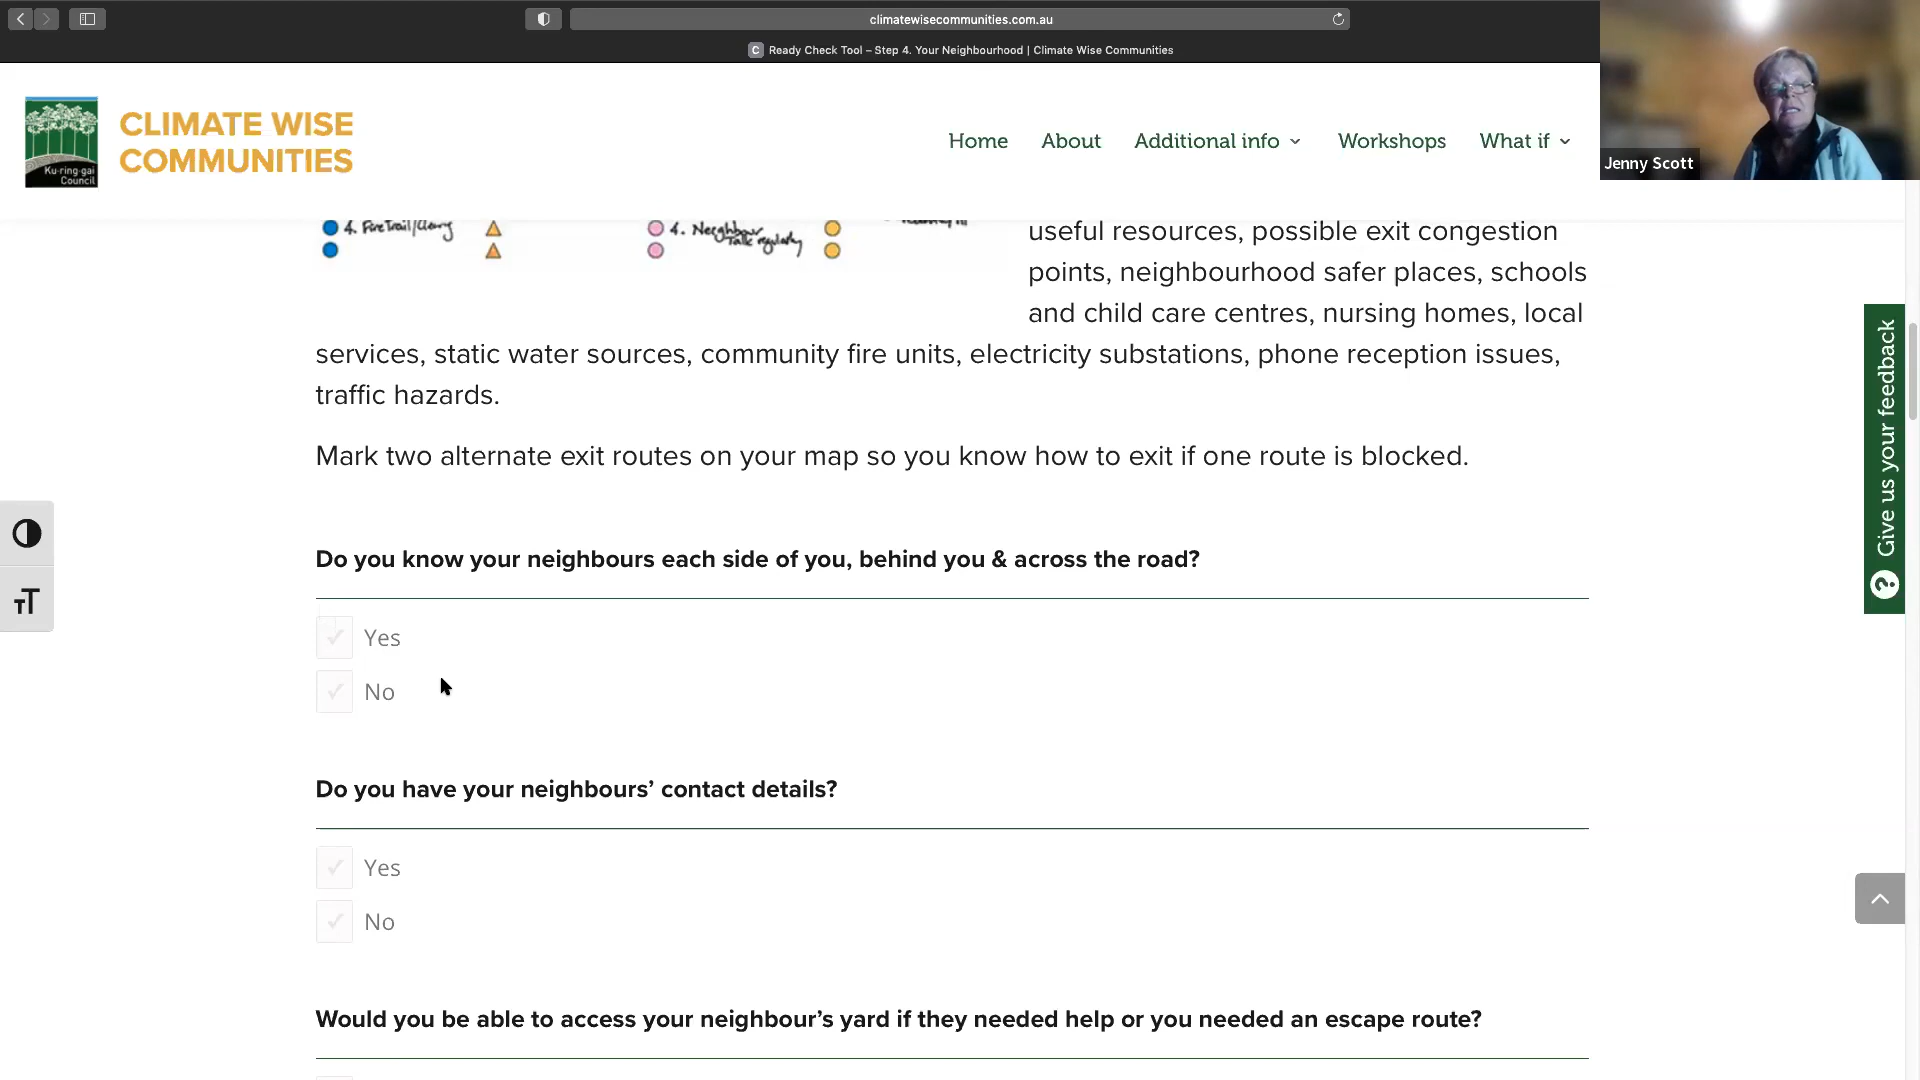 climatewisecommunities.com.au
C Ready Check Tool – Step 4. Your Neighbourhood | Climate Wise Communities
Ku-ring-gai
Council
CLIMATE WISE
COMMUNITIES
Home About Additional info Workshops What if
Jenny Scott
4. Fire Trail/Clearing
4. Neighbour
Talk regularly
useful resources, possible exit congestion
points, neighbourhood safer places, schools
and child care centres, nursing homes, local
services, static water sources, community fire units, electricity substations, phone reception issues,
traffic hazards.
Mark two alternate exit routes on your map so you know how to exit if one route is blocked.
Give us your feedback
Do you know your neighbours each side of you, behind you & across the road?
Yes
No
TT
Do you have your neighbours’ contact details?
Yes
No
Would you be able to access your neighbour’s yard if they needed help or you needed an escape route?